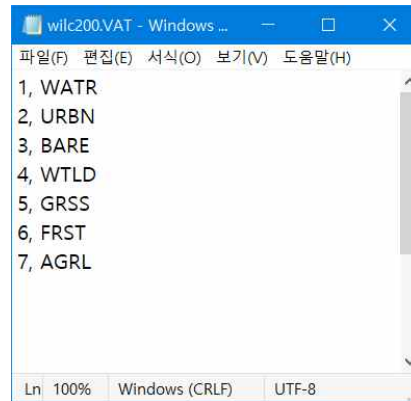 wilc200.VAT - Windows ...
파일(F) 편집(E) 서식(O) 보기(V) 도움말(H)
1, WATR
2, URBN
3, BARE
4, WTLD
5, GRSS
6, FRST
7, AGRL
Ln 100% Windows (CRLF) UTF-8